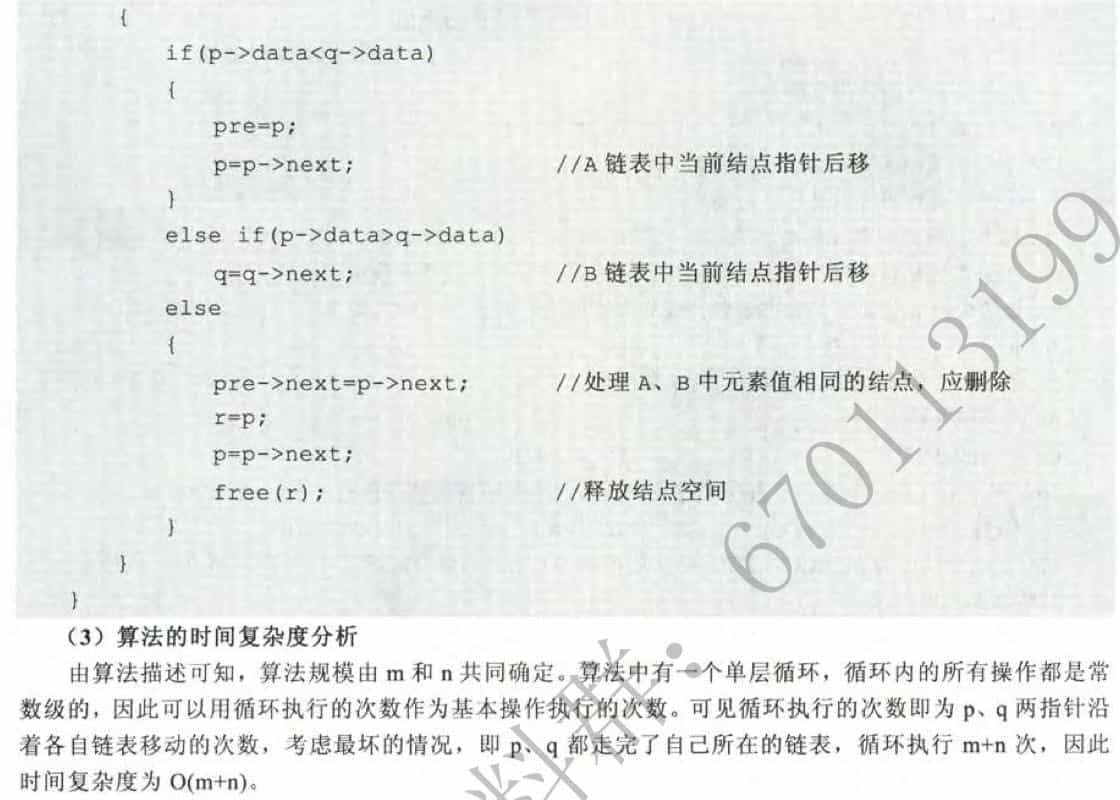 {
if(p->data<q->data)
{
pre=p;
p=p->next; //A 链表中当前结点指针后移
}
else if(p->data>q->data)
q=q->next; //B 链表中当前结点指针后移
else
{
pre->next=p->next; //处理 A、B 中元素值相同的结点，应删除
r=p;
p=p->next;
free(r); //释放结点空间
}
}
}
670113199
（3）算法的时间复杂度分析
由算法描述可知，算法规模由 m 和 n 共同确定。算法中有一个单层循环，循环内的所有操作都是常
数级的，因此可以用循环执行的次数作为基本操作执行的次数。可见循环执行的次数即为 p、q 两指针沿
着各自链表移动的次数，考虑最坏的情况，即 p、q 都走完了自己所在的链表，循环执行 m+n 次，因此
时间复杂度为 O(m+n)。
料群：